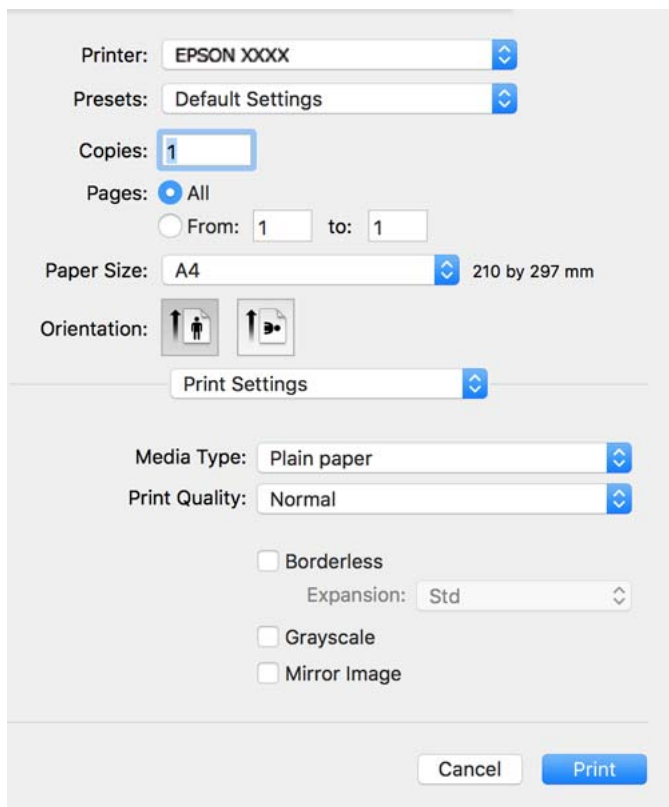 Printer: EPSON XXXX
Presets: Default Settings
Copies: 1
Pages: All
From: 1 to: 1
Paper Size: A4 210 by 297 mm
Orientation:
Print Settings
Media Type: Plain paper
Print Quality: Normal
Borderless
Expansion: Std
Grayscale
Mirror Image
Cancel Print